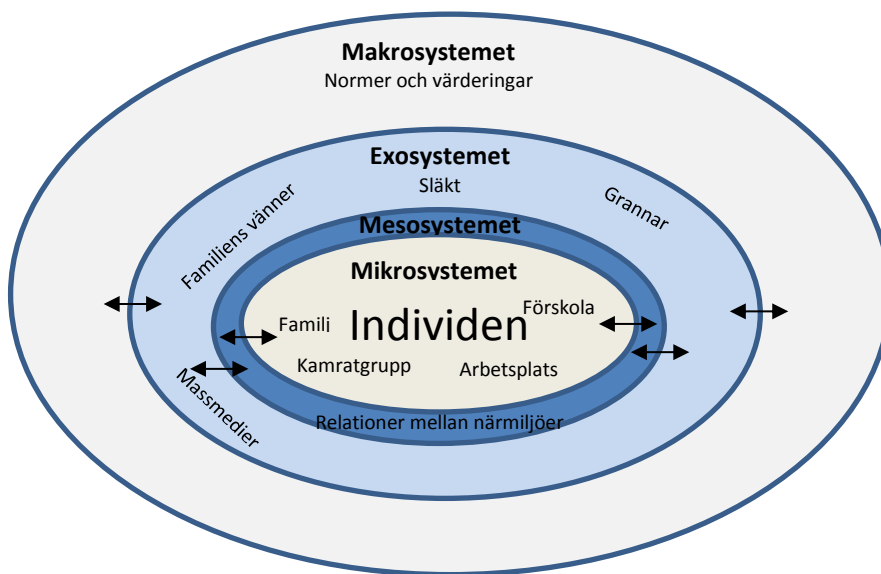 Makrosystemet
Normer och värderingar
Exosystemet
Släkt
Familjens vänner
Grannar
Mesosystemet
Mikrosystemet
Individen
Familj
Förskola
Kamratgrupp
Arbetsplats
Massmedier
Relationer mellan närmiljöer